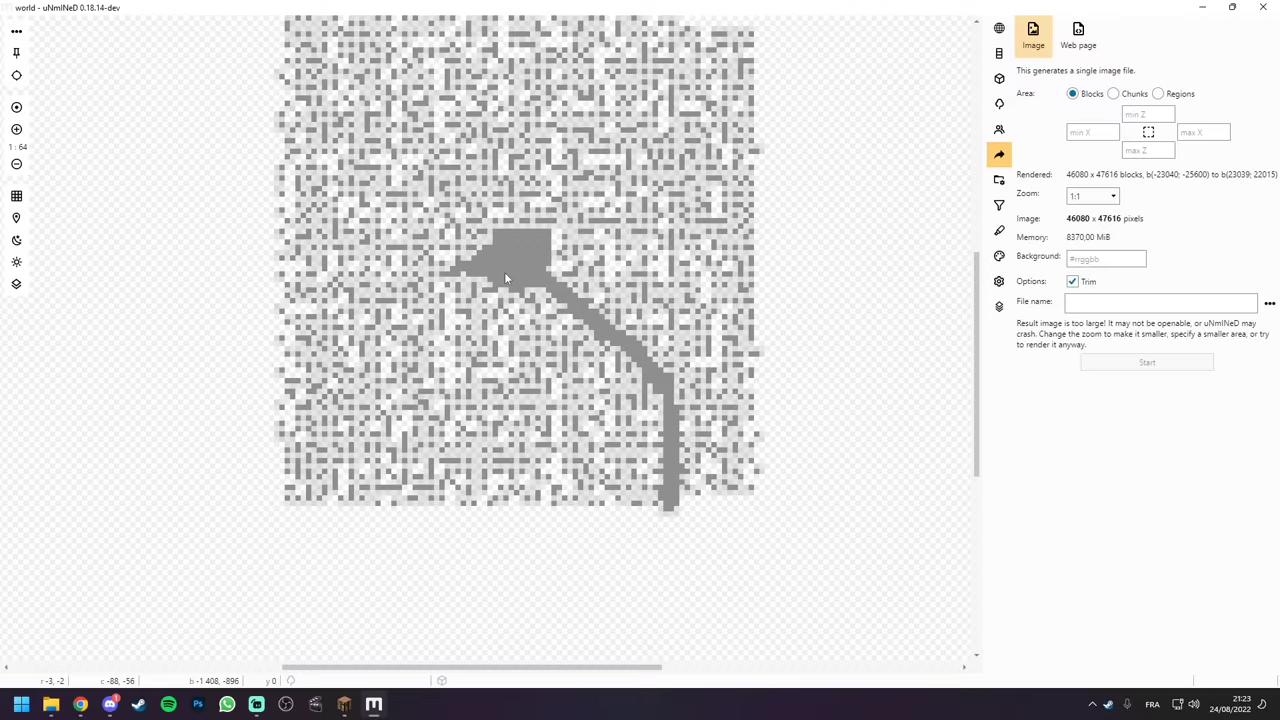 world - uNmINeD 0.18.14-dev
1 : 64
Image
Web page
This generates a single image file.
Area:
Blocks
Chunks
Regions
min Z
min X
max X
max Z
Rendered:
46080 x 47616 blocks, b(-23040; -25600) to b(23039; 22015)
Zoom:
1:1
Image:
46080 x 47616 pixels
Memory:
8370,00 MiB
Background:
#rrggbb
Options:
Trim
File name:
Result image is too large! It may not be openable, or uNmINeD may
crash. Change the zoom to make it smaller, specify a smaller area, or try
to render it anyway.
Start
r -3, -2
c -88, -56
b -1 408, -896
y 0
1
FRA
21:23
24/08/2022